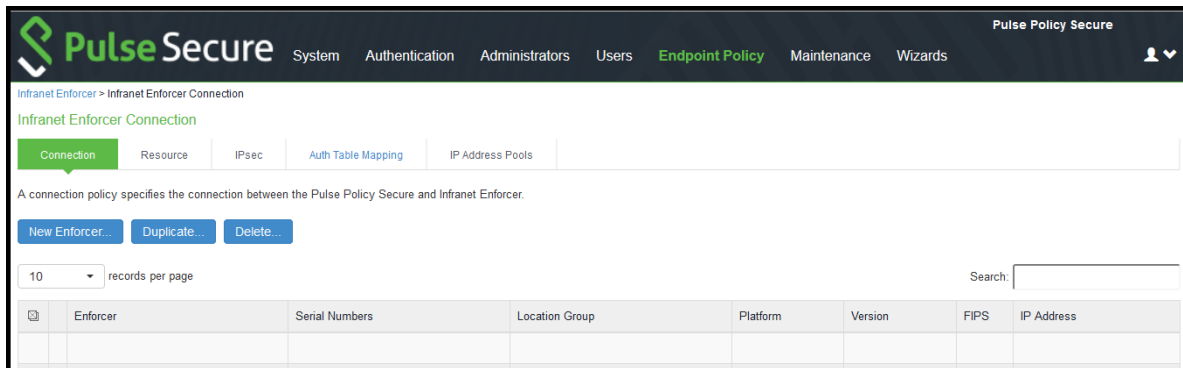 Pulse Policy Secure
Pulse Secure System Authentication Administrators Users Endpoint Policy Maintenance Wizards
Infranet Enforcer > Infranet Enforcer Connection
Infranet Enforcer Connection
Connection Resource IPsec Auth Table Mapping IP Address Pools
A connection policy specifies the connection between the Pulse Policy Secure and Infranet Enforcer.
New Enforcer... Duplicate... Delete...
10 records per page Search:
Enforcer Serial Numbers Location Group Platform Version FIPS IP Address